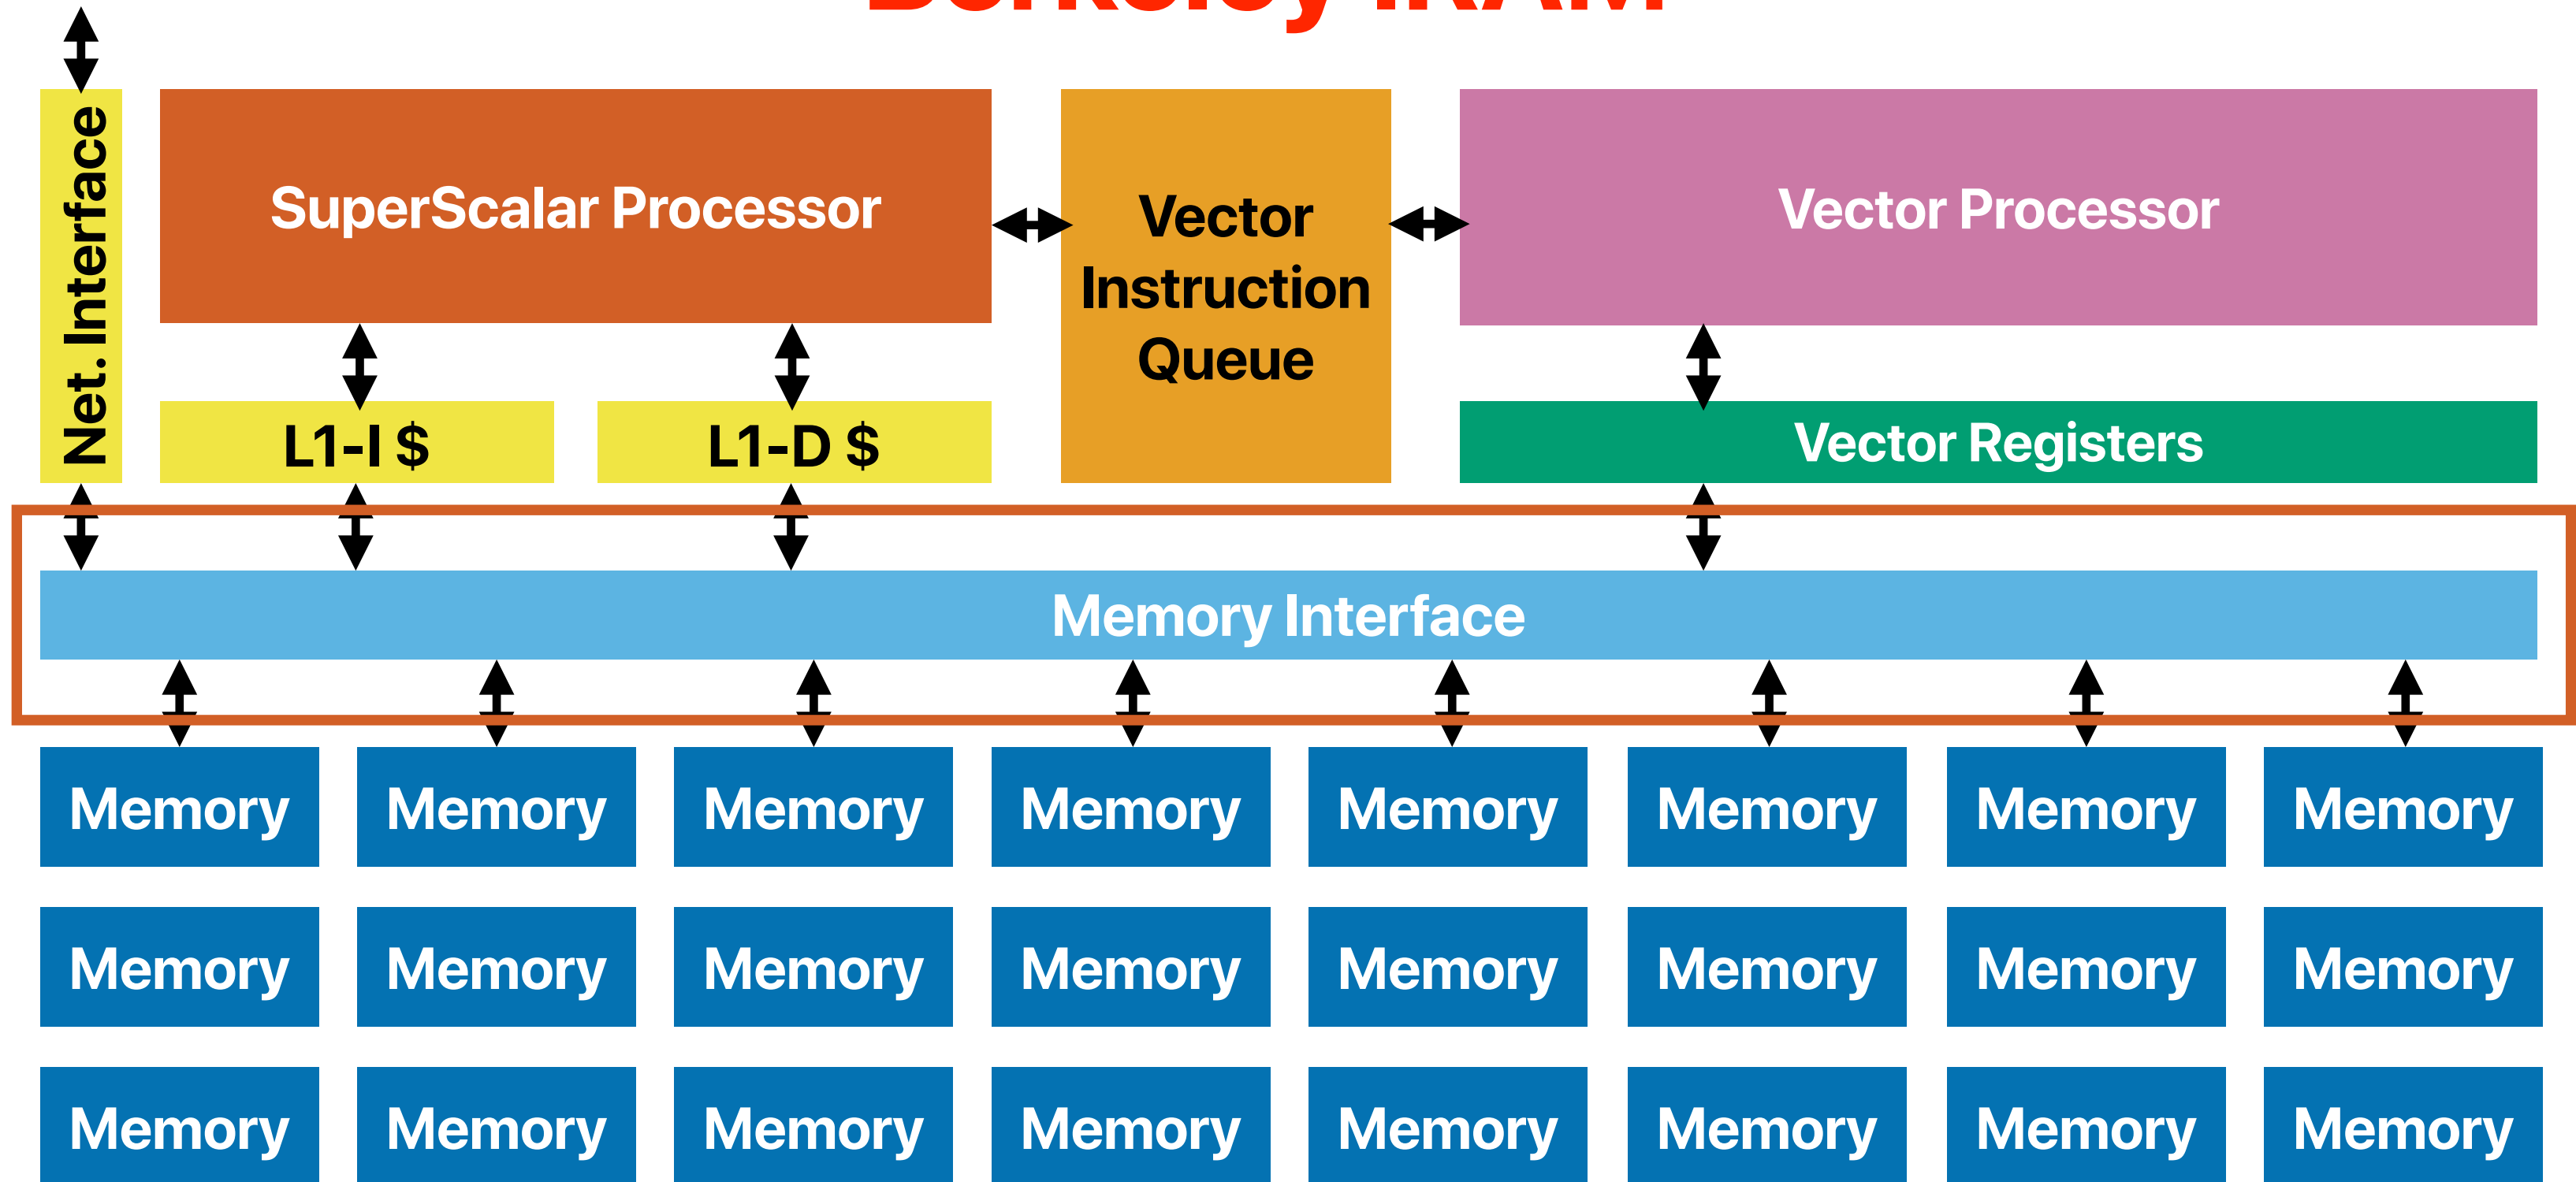 Berkeley IRAM
Net. Interface
SuperScalar Processor
Vector
Instruction
Queue
Vector Processor
L1-I $
L1-D $
Vector Registers
Memory Interface
Memory Memory Memory Memory Memory Memory Memory Memory
Memory Memory Memory Memory Memory Memory Memory Memory
Memory Memory Memory Memory Memory Memory Memory Memory